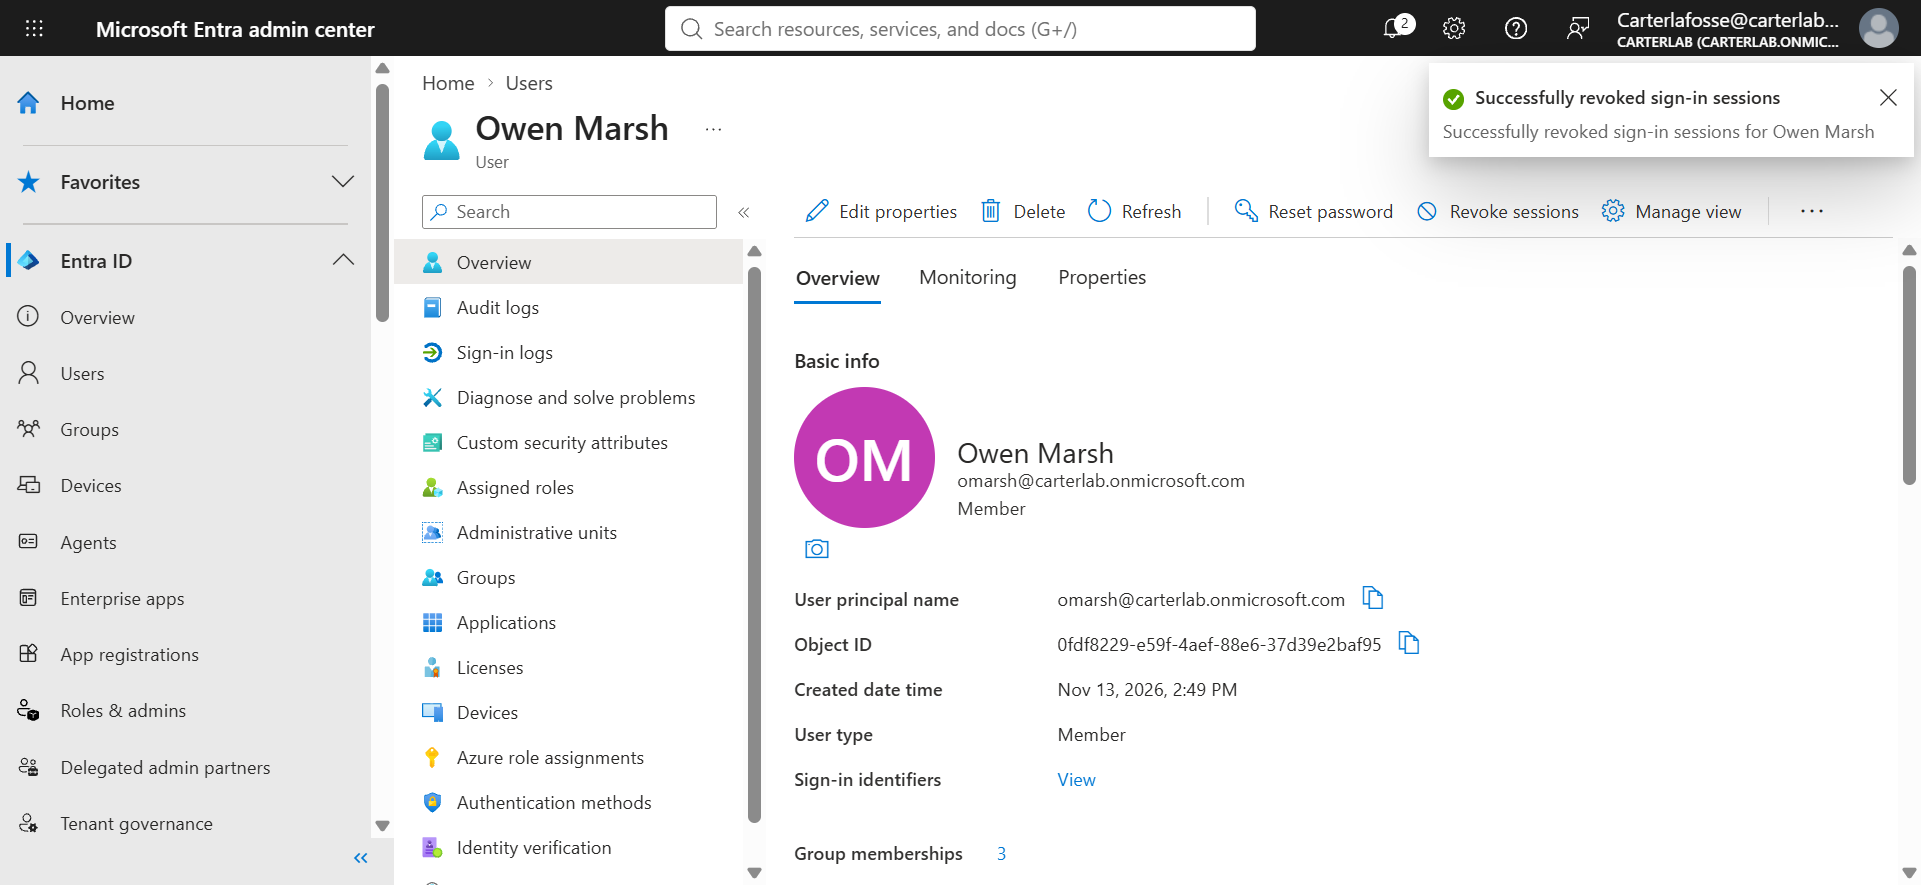 Microsoft Entra admin center
Search resources, services, and docs (G+/)
2
Carterlafosse@carterlab...
CARTERLAB (CARTERLAB.ONMIC...
Successfully revoked sign-in sessions
Successfully revoked sign-in sessions for Owen Marsh
Home
Favorites
Entra ID
Overview
Users
Groups
Devices
Agents
Enterprise apps
App registrations
Roles & admins
Delegated admin partners
Tenant governance
Home > Users
Owen Marsh ...
User
Search
Overview
Audit logs
Sign-in logs
Diagnose and solve problems
Custom security attributes
Assigned roles
Administrative units
Groups
Applications
Licenses
Devices
Azure role assignments
Authentication methods
Identity verification
Edit properties Delete Refresh Reset password Revoke sessions Manage view ...
Overview Monitoring Properties
Basic info
OM
Owen Marsh
omarsh@carterlab.onmicrosoft.com
Member
User principal name omarsh@carterlab.onmicrosoft.com
Object ID 0fdf8229-e59f-4aef-88e6-37d39e2baf95
Created date time Nov 13, 2026, 2:49 PM
User type Member
Sign-in identifiers View
Group memberships 3